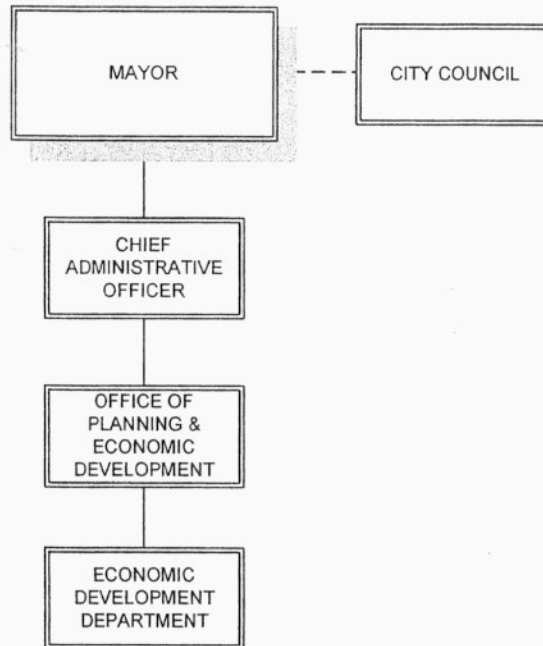 MAYOR
CITY COUNCIL
CHIEF
ADMINISTRATIVE
OFFICER
OFFICE OF
PLANNING &
ECONOMIC
DEVELOPMENT
ECONOMIC
DEVELOPMENT
DEPARTMENT